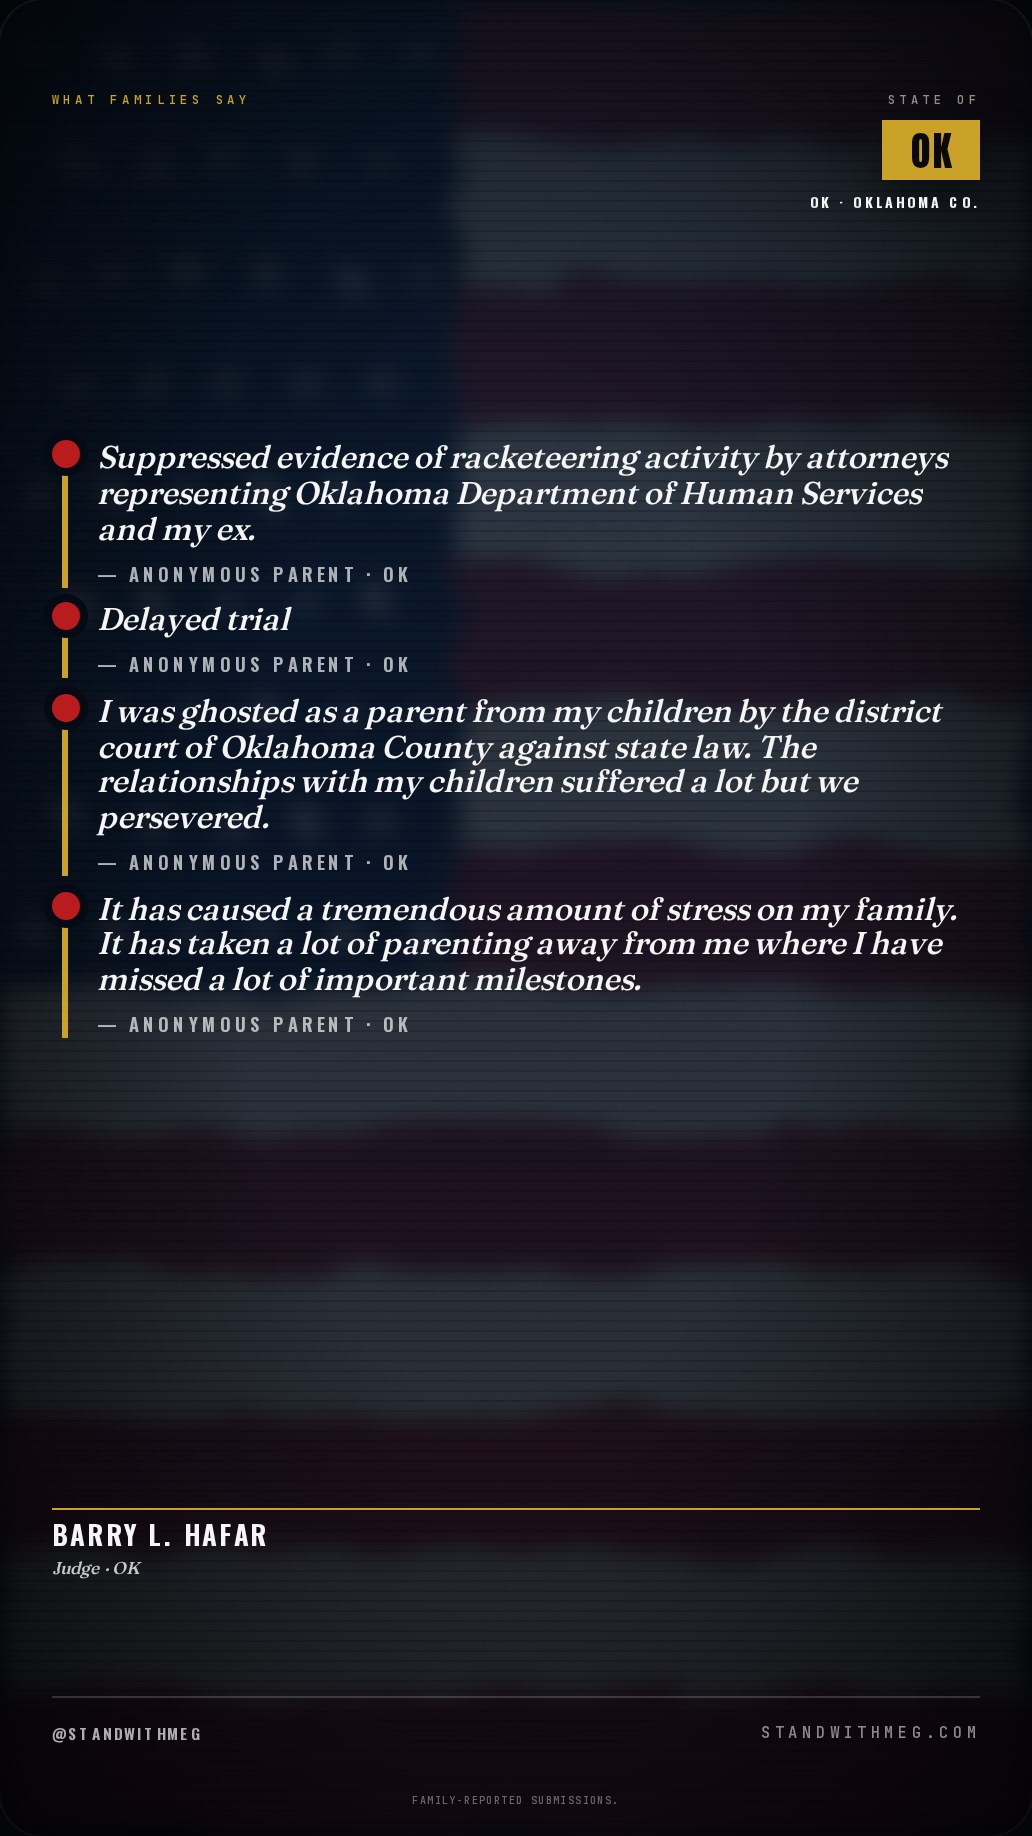 WHAT FAMILIES SAY
STATE OF
OK
OK · OKLAHOMA CO.
Suppressed evidence of racketeering activity by attorneys
representing Oklahoma Department of Human Services
and my ex.
— ANONYMOUS PARENT · OK
Delayed trial
— ANONYMOUS PARENT · OK
I was ghosted as a parent from my children by the district
court of Oklahoma County against state law. The
relationships with my children suffered a lot but we
persevered.
— ANONYMOUS PARENT · OK
It has caused a tremendous amount of stress on my family.
It has taken a lot of parenting away from me where I have
missed a lot of important milestones.
— ANONYMOUS PARENT · OK
BARRY L. HAFAR
Judge · OK
@STANDWITHMEG
STANDWITHMEG.COM
FAMILY-REPORTED SUBMISSIONS.